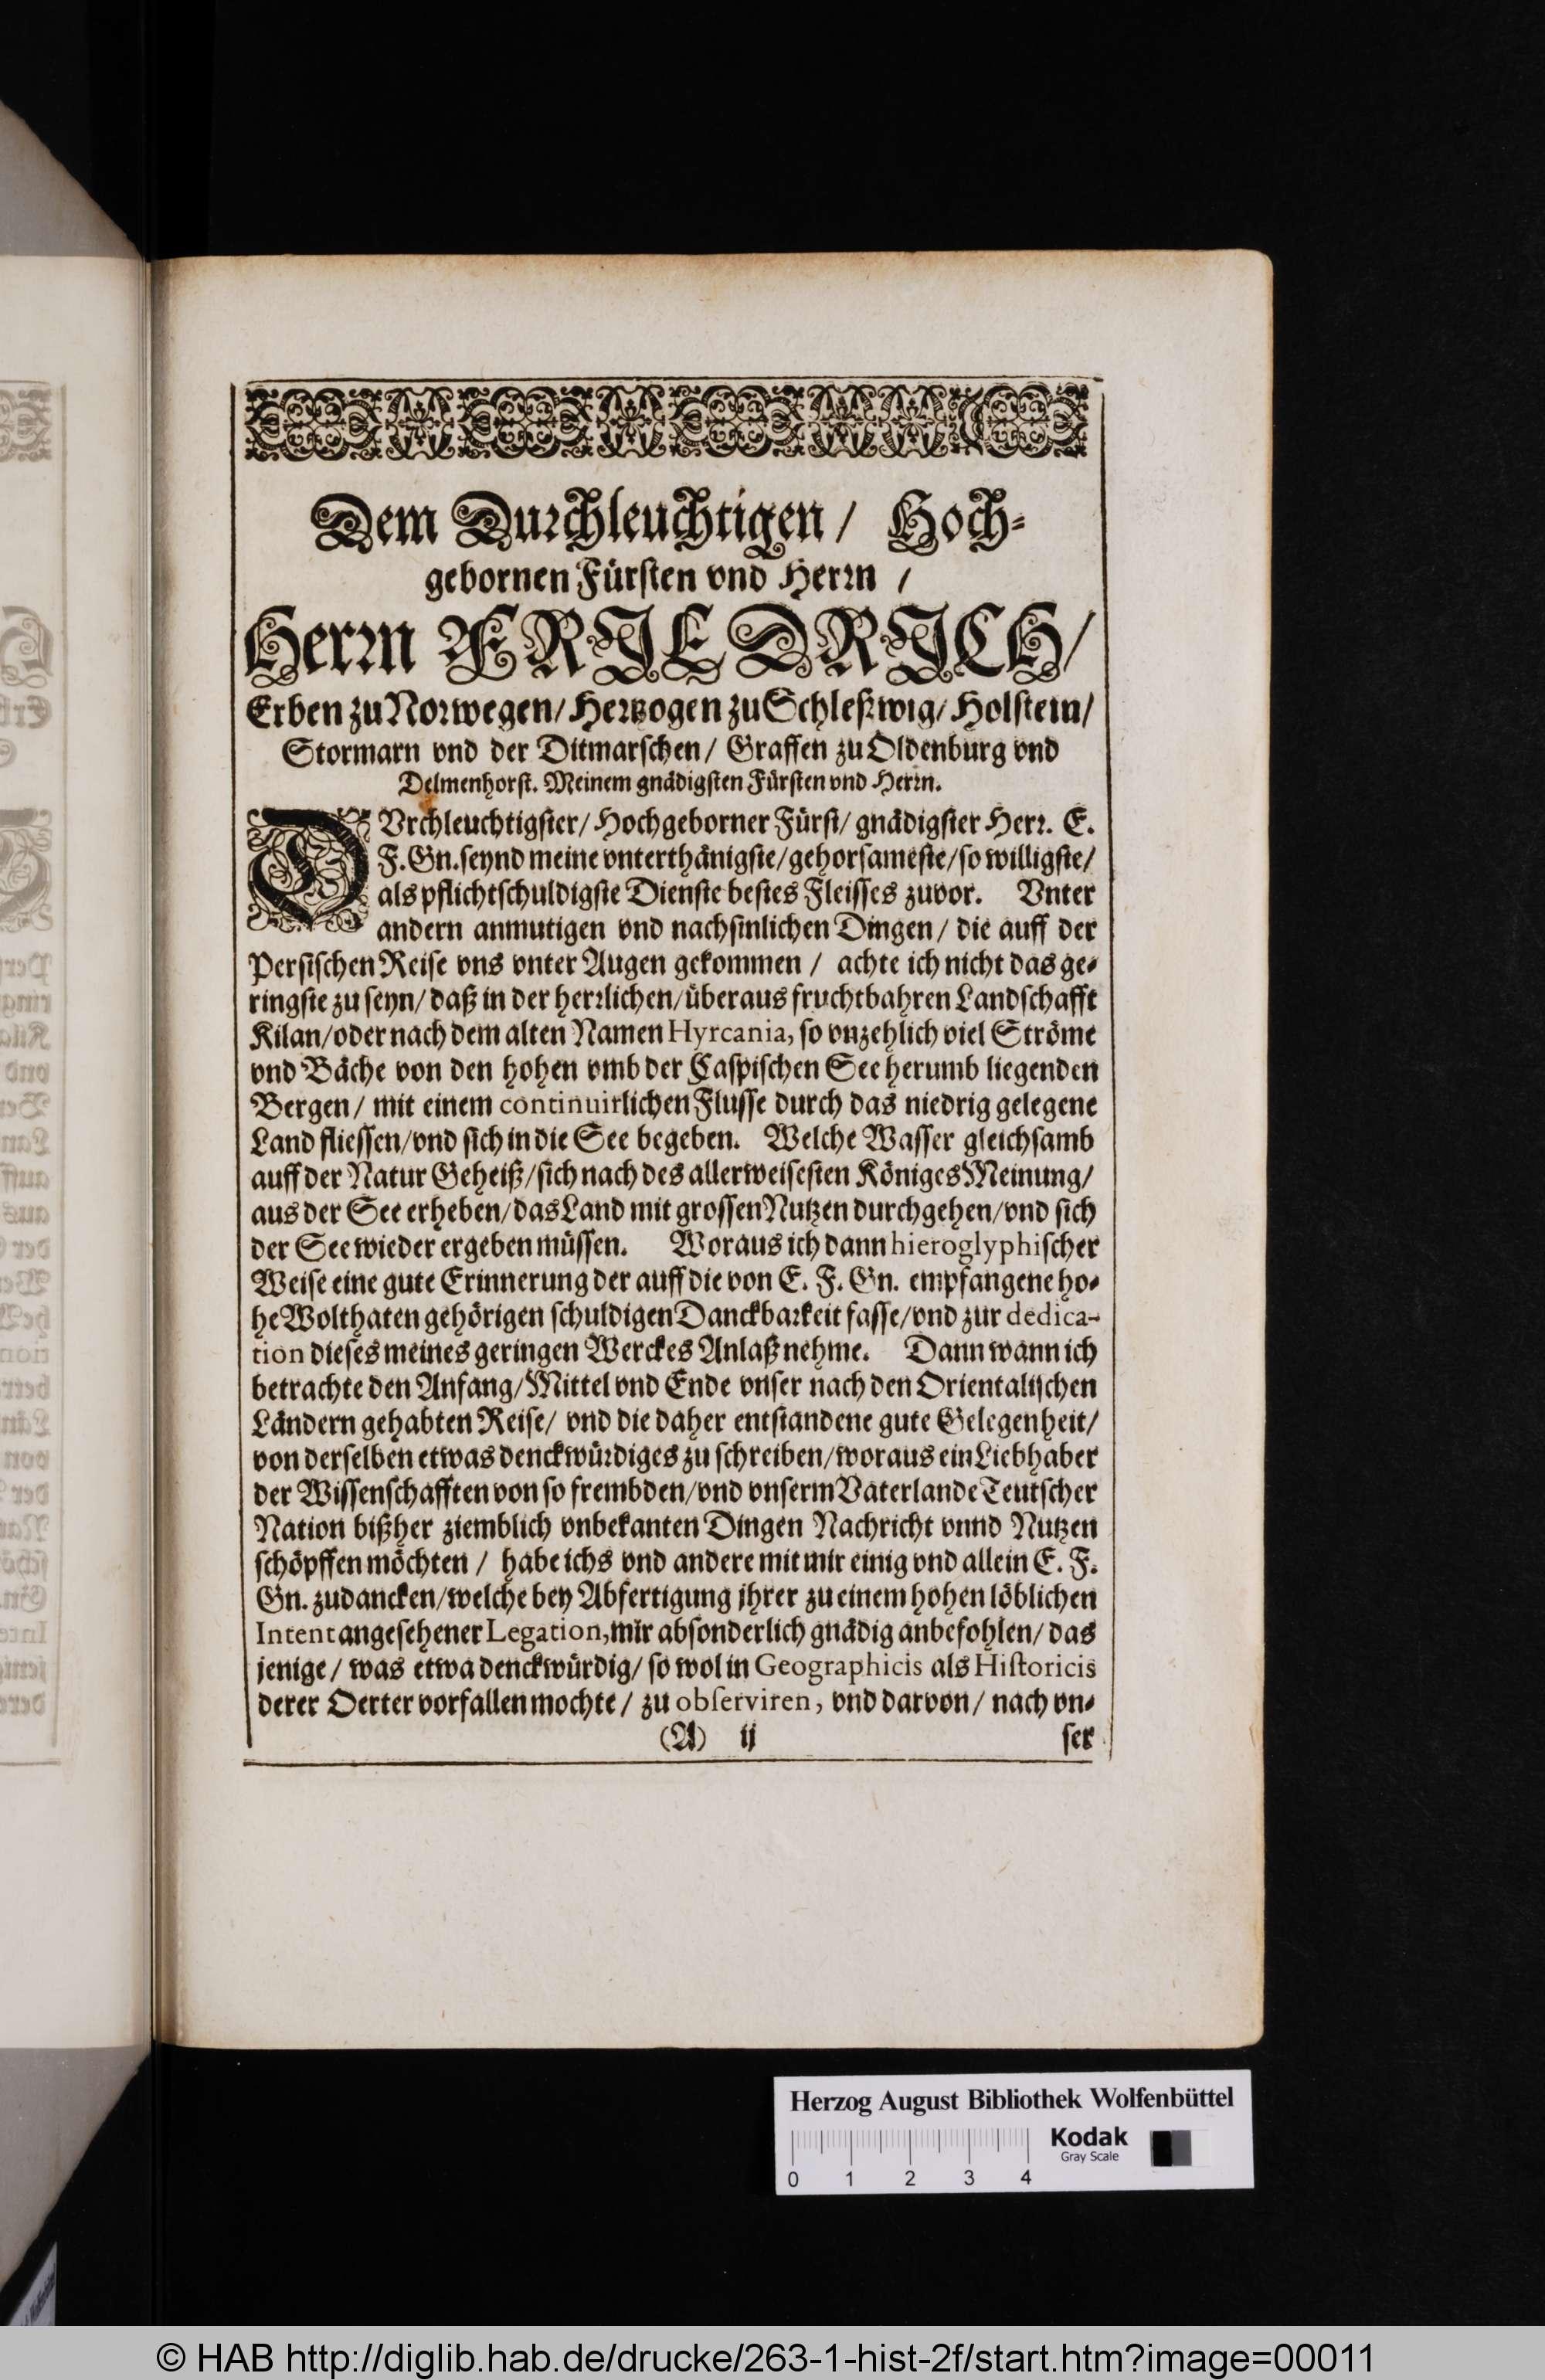 Dem Durchleuchtigen / Hoch-
gebornen Fürsten vnd Herrn /
Herrn FRIEDRICH /
Erben zu Norwegen / Hertzogen zu Schleßwig / Holstein /
Stormarn vnd der Ditmarschen / Graffen zu Oldenburg vnd
Delmenhorst. Meinem gnädigsten Fürsten vnd Herrn.
DVrchleuchtigster / Hochgeborner Fürst / gnädigster Herr. E.
F. Gn. seynd meine vnterthänigste / gehorsameste / so willigste /
als pflichtschuldigste Dienste bestes Fleisses zuvor. Vnter
andern anmutigen vnd nachsinlichen Dingen / die auff der
Persischen Reise vns vnter Augen gekommen / achte ich nicht das ge-
ringste zu seyn / daß in der herrlichen / überaus fruchtbahren Landschafft
Kilan / oder nach dem alten Namen Hyrcania, so vnzehlich viel Ströme
vnd Bäche von den hohen vmb der Caspischen See herumb liegenden
Bergen / mit einem continuirlichen Flusse durch das niedrig gelegene
Land fliessen / vnd sich in die See begeben. Welche Wasser gleichsamb
auff der Natur Geheiß / sich nach des allerweisesten Königes Meinung /
aus der See erheben / das Land mit grossen Nutzen durchgehen / vnd sich
der See wieder ergeben müssen. Woraus ich dann hieroglyphischer
Weise eine gute Erinnerung der auff die von E. F. Gn. empfangene ho-
he Wolthaten gehörigen schuldigen Danckbarkeit fasse / vnd zur dedica-
tion dieses meines geringen Werckes Anlaß nehme. Dann wann ich
betrachte den Anfang / Mittel vnd Ende vnser nach den Orientalischen
Ländern gehabten Reise / vnd die daher entstandene gute Gelegenheit /
von derselben etwas denckwürdiges zu schreiben / woraus ein Liebhaber
der Wissenschafften von so frembden / vnd vnserm Vaterlande Teutscher
Nation bißher ziemblich vnbekanten Dingen Nachricht vnnd Nutzen
schöpffen möchten / habe ichs vnd andere mit mir einig vnd allein E. F.
Gn. zudancken / welche bey Abfertigung jhrer zu einem hohen löblichen
Intent angesehener Legation, mir absonderlich gnädig anbefohlen / das
jenige / was etwa denckwürdig / so wol in Geographicis als Historicis
derer Oerter vorfallen mochte / zu observiren, vnd darvon / nach vn-
(A) ij ser
Herzog August Bibliothek Wolfenbüttel
Kodak
Gray Scale
0 1 2 3 4
© HAB http://diglib.hab.de/drucke/263-1-hist-2f/start.htm?image=00011